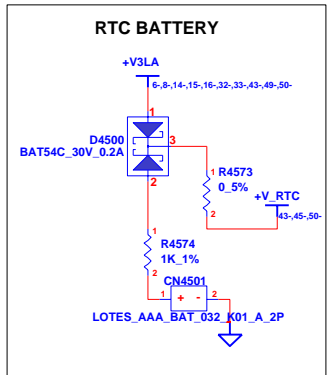 RTC BATTERY
+V3LA
6-,8-,14-,15-,16-,32-,33-,43-,49-,50-
1
D4500
BAT54C_30V_0.2A
3
2
1
R4573
0_5%
2
+V_RTC
43-,45-,50-
1
R4574
1K_1%
2
CN4501
1 + - 2
LOTES_AAA_BAT_032_K01_A_2P